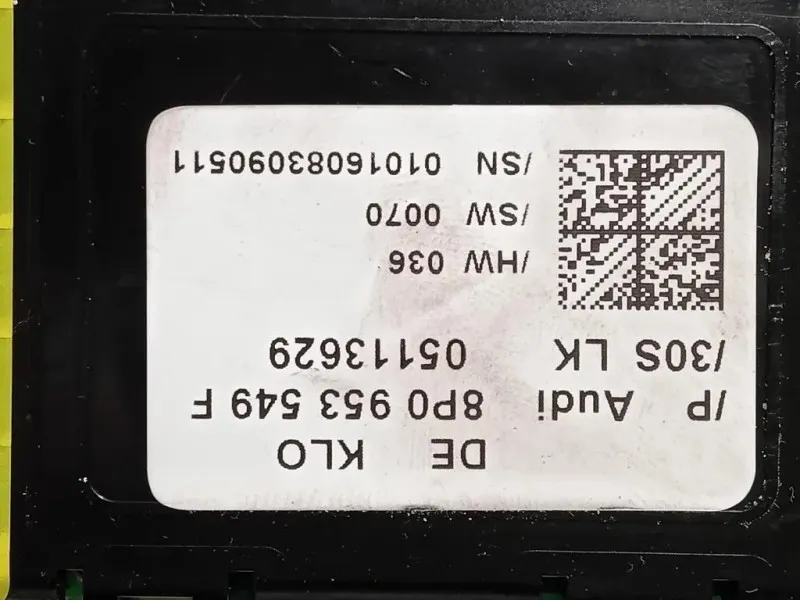 DE KLO
/P Audi 8P0 953 549 F
/30S LK 05113629
/HW 036
/SW 0070
/SN 01016083090511